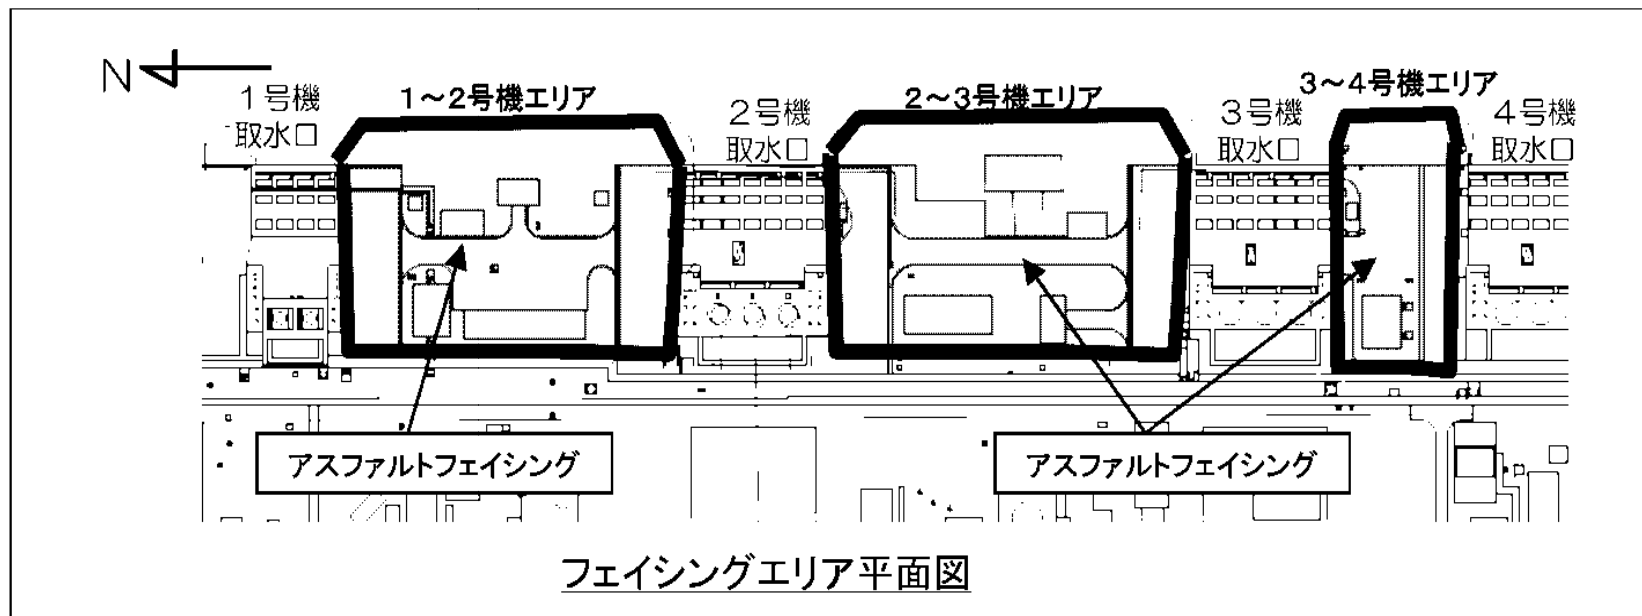 N
1号機
取水口
1～2号機エリア
2号機
取水口
2～3号機エリア
3号機
取水口
3～4号機エリア
4号機
取水口
アスファルトフェイシング
アスファルトフェイシング
フェイシングエリア平面図